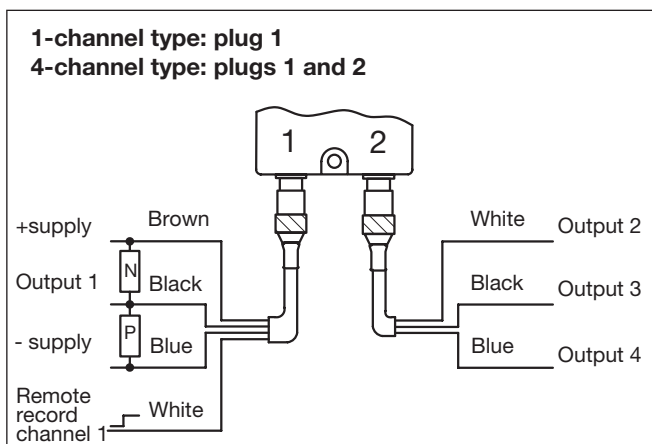 1-channel type: plug 1
4-channel type: plugs 1 and 2
1 2
+supply Brown White Output 2
N
Output 1 Black Black Output 3
P
- supply Blue Blue Output 4
Remote
record White
channel 1